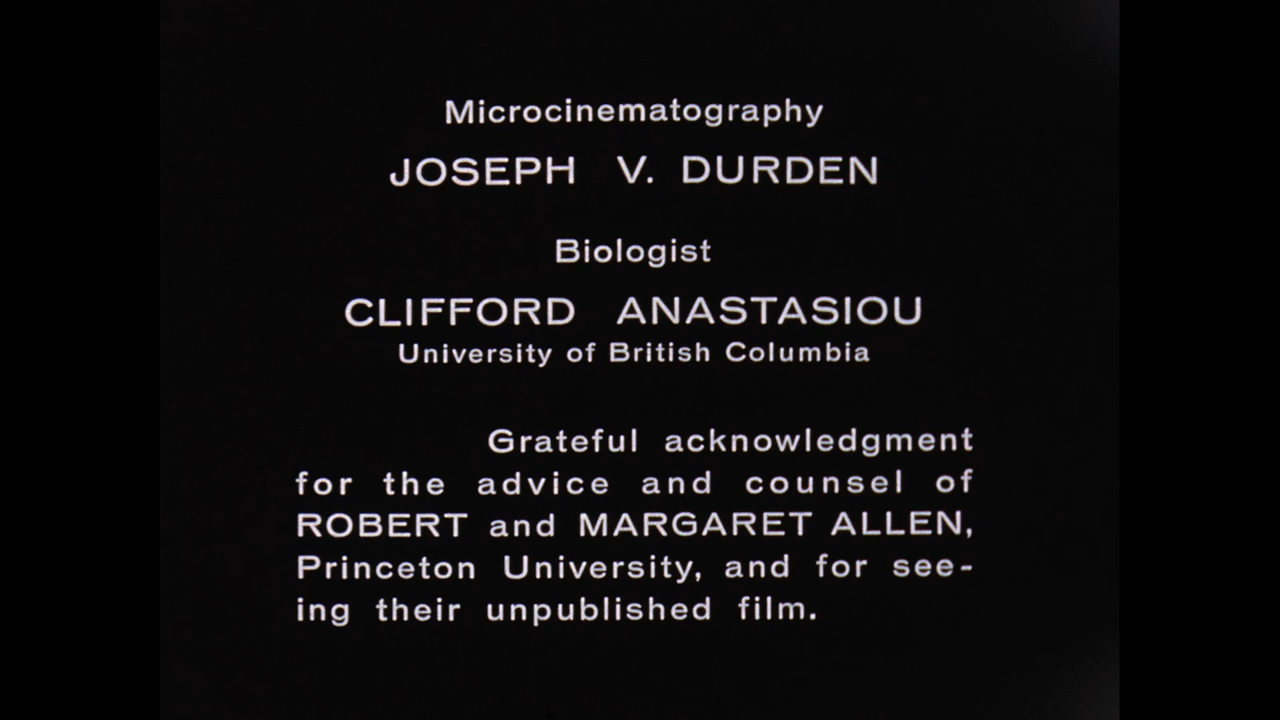 Microcinematography
JOSEPH V. DURDEN
Biologist
CLIFFORD ANASTASIOU
University of British Columbia
Grateful acknowledgment
for the advice and counsel of
ROBERT and MARGARET ALLEN,
Princeton University, and for see-
ing their unpublished film.